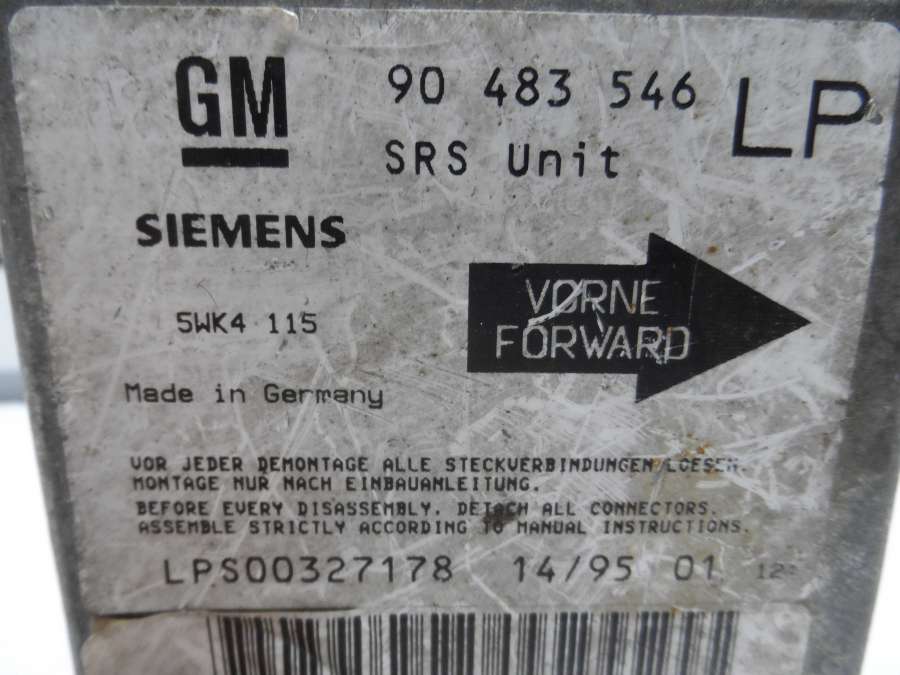 GM
90 483 546 LP
SRS Unit
SIEMENS
VORNE
FORWARD
5WK4 115
Made in Germany
VOR JEDER DEMONTAGE ALLE STECKVERBINDUNGEN LOESEN.
MONTAGE NUR NACH EINBAUANLEITUNG.
BEFORE EVERY DISASSEMBLY. DETACH ALL CONNECTORS.
ASSEMBLE STRICTLY ACCORDING TO MANUAL INSTRUCTIONS.
LPS00327178 14/95 01